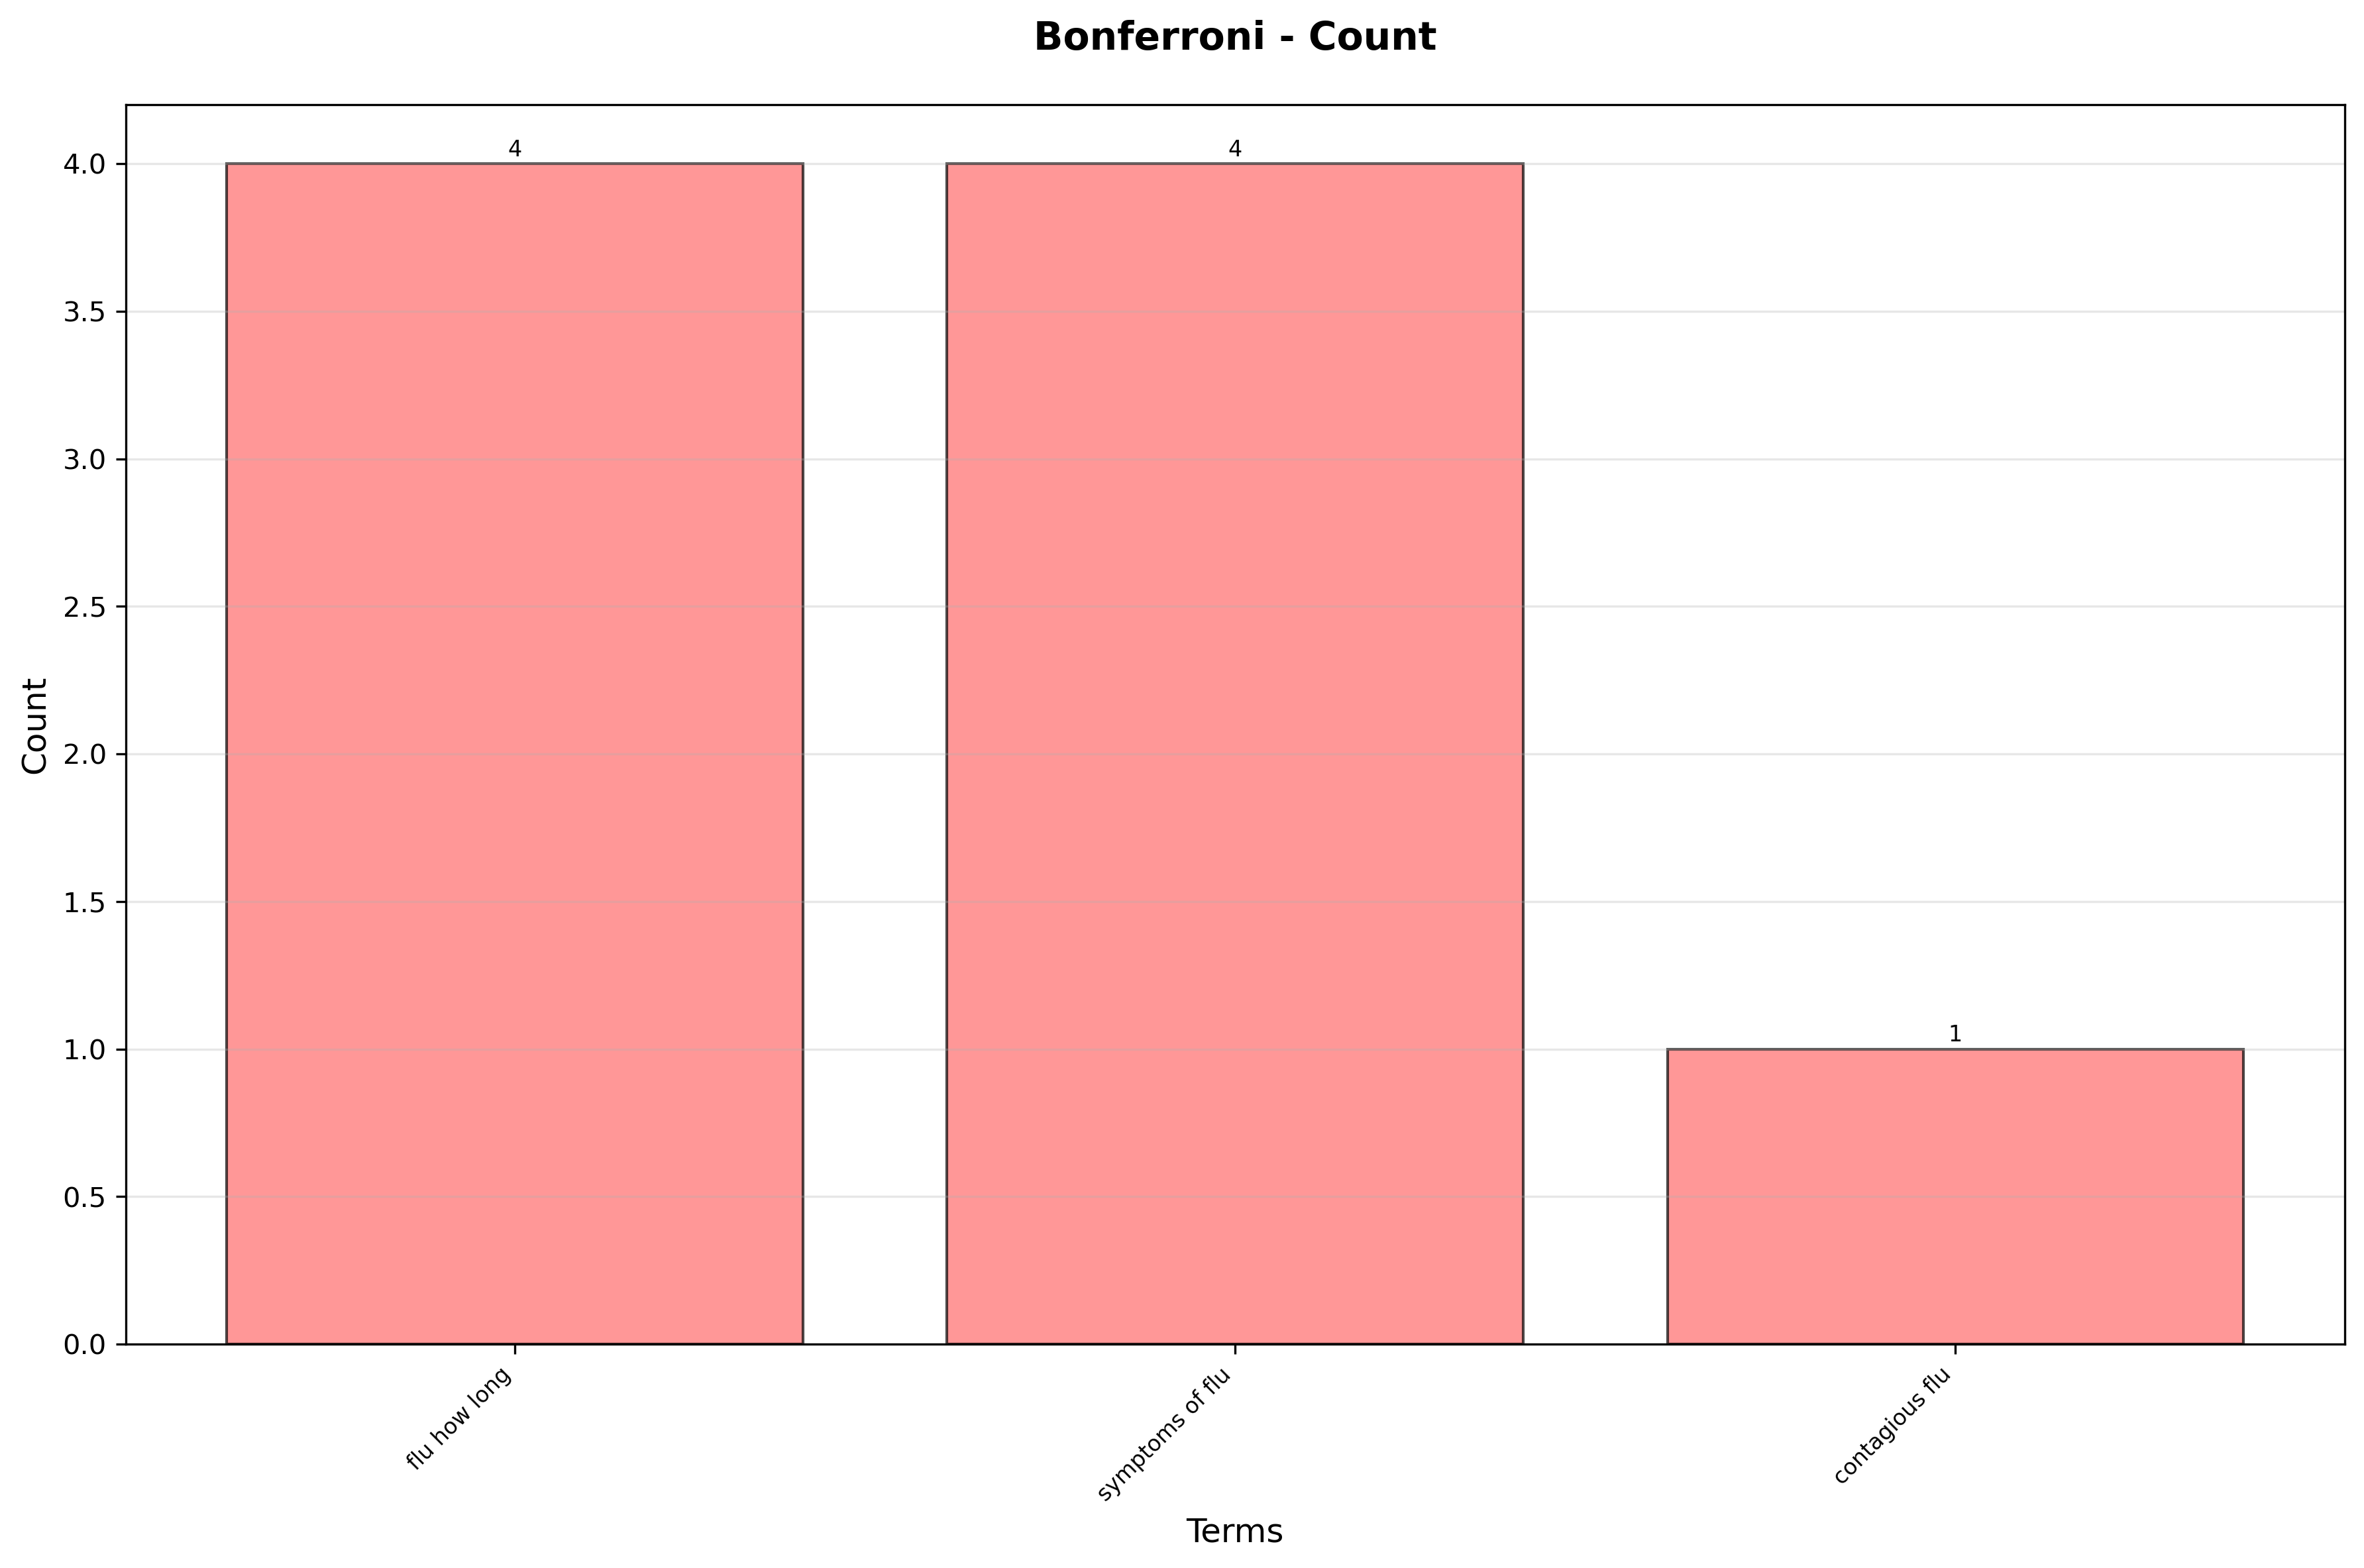 Bonferroni - Count
4
4
1
4.0
3.5
3.0
2.5
2.0
1.5
1.0
0.5
0.0
Count
flu how long
symptoms of flu
contagious flu
Terms